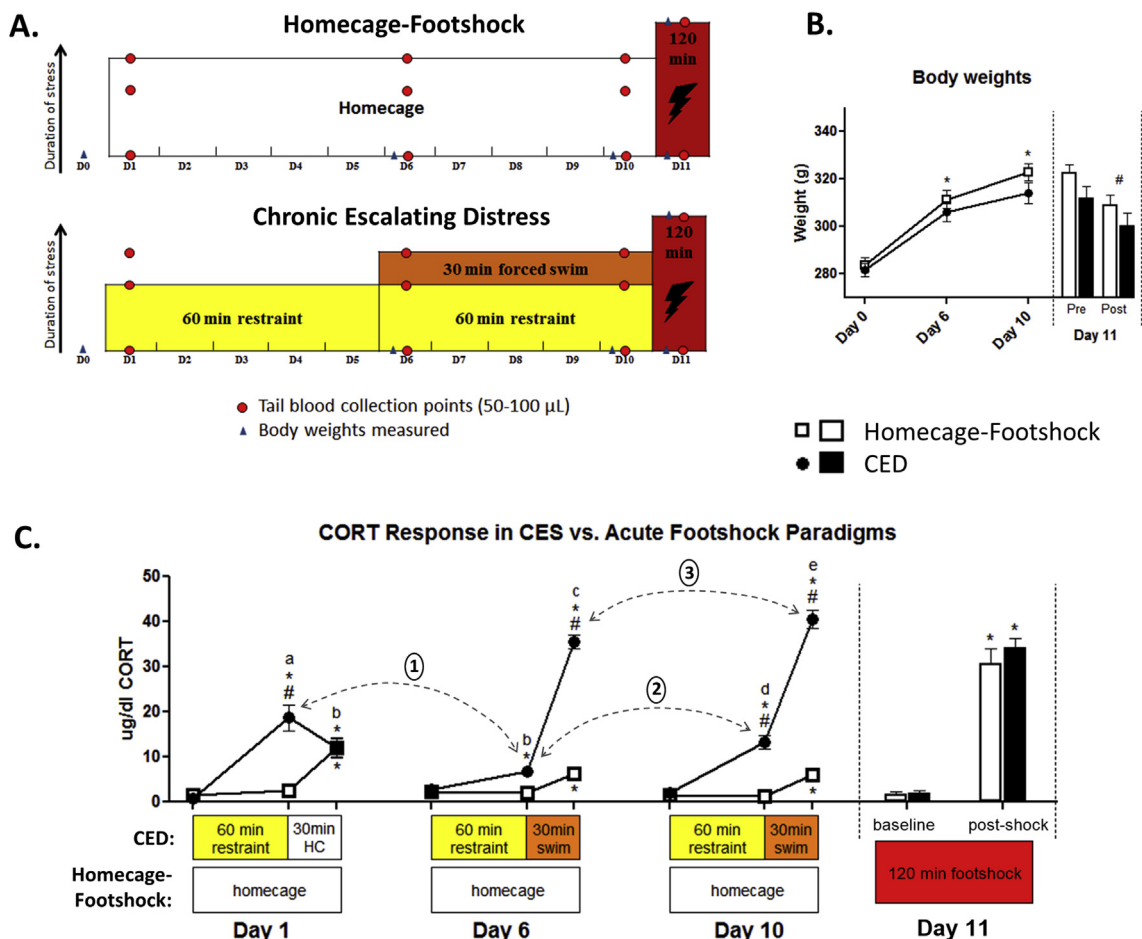 A.
Homecage-Footshock
Duration of stress
120
min
Homecage
D0 D1 D2 D3 D4 D5 D6 D7 D8 D9 D10 D11
Chronic Escalating Distress
Duration of stress
120
min
30 min forced swim
60 min restraint 60 min restraint
D0 D1 D2 D3 D4 D5 D6 D7 D8 D9 D10 D11
Tail blood collection points (50-100 µL)
Body weights measured
B.
Body weights
Weight (g)
340
320
300
280
* * #
Day 0 Day 6 Day 10
Pre Post
Day 11
Homecage-Footshock
CED
C.
CORT Response in CES vs. Acute Footshock Paradigms
ug/dl CORT
50
40
30
20
10
0
a
*
#
b
*
*
1
b
*
c
*
#
*
2
3
d
*
#
e
*
#
*
* *
baseline post-shock
CED:
60 min
restraint
30min
HC
60 min
restraint
30min
swim
60 min
restraint
30min
swim
120 min footshock
Homecage-
Footshock:
homecage homecage homecage
Day 1 Day 6 Day 10 Day 11